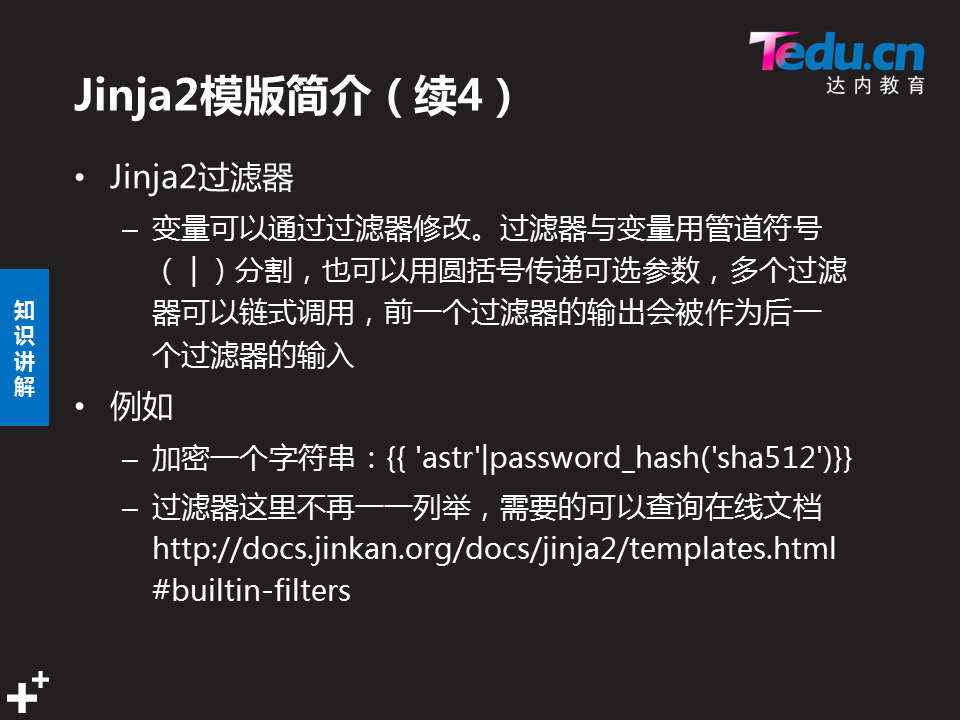 Tedu.cn
达内教育
Jinja2模版简介（续4）
• Jinja2过滤器
– 变量可以通过过滤器修改。过滤器与变量用管道符号
（ | ）分割，也可以用圆括号传递可选参数，多个过滤
器可以链式调用，前一个过滤器的输出会被作为后一
个过滤器的输入
知识讲解
• 例如
– 加密一个字符串：{{ 'astr'|password_hash('sha512')}}
– 过滤器这里不再一一列举，需要的可以查询在线文档
http://docs.jinkan.org/docs/jinja2/templates.html
#builtin-filters